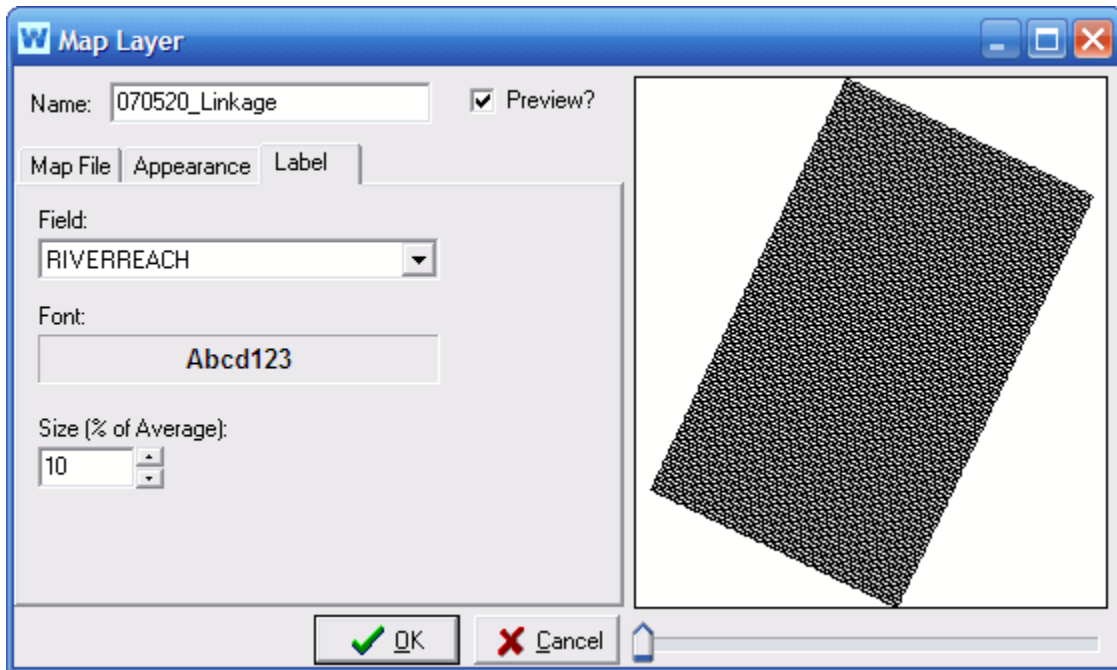 W Map Layer
Name: 070520_Linkage Preview?
Map File Appearance Label
Field:
RIVERREACH
Font:
Abcd123
Size (% of Average):
10
OK Cancel